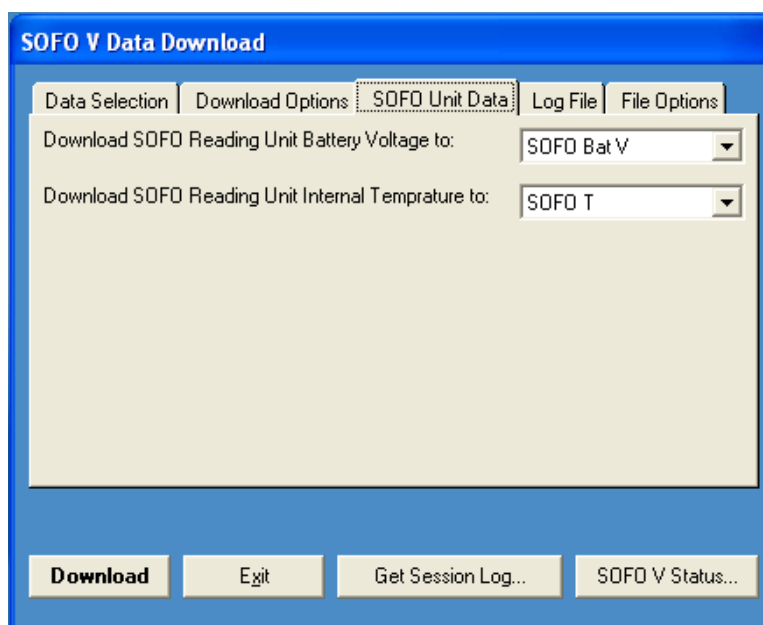 SOFO V Data Download
Data Selection Download Options SOFO Unit Data Log File File Options
Download SOFO Reading Unit Battery Voltage to: SOFO Bat V
Download SOFO Reading Unit Internal Temprature to: SOFO T
Download Exit Get Session Log... SOFO V Status...